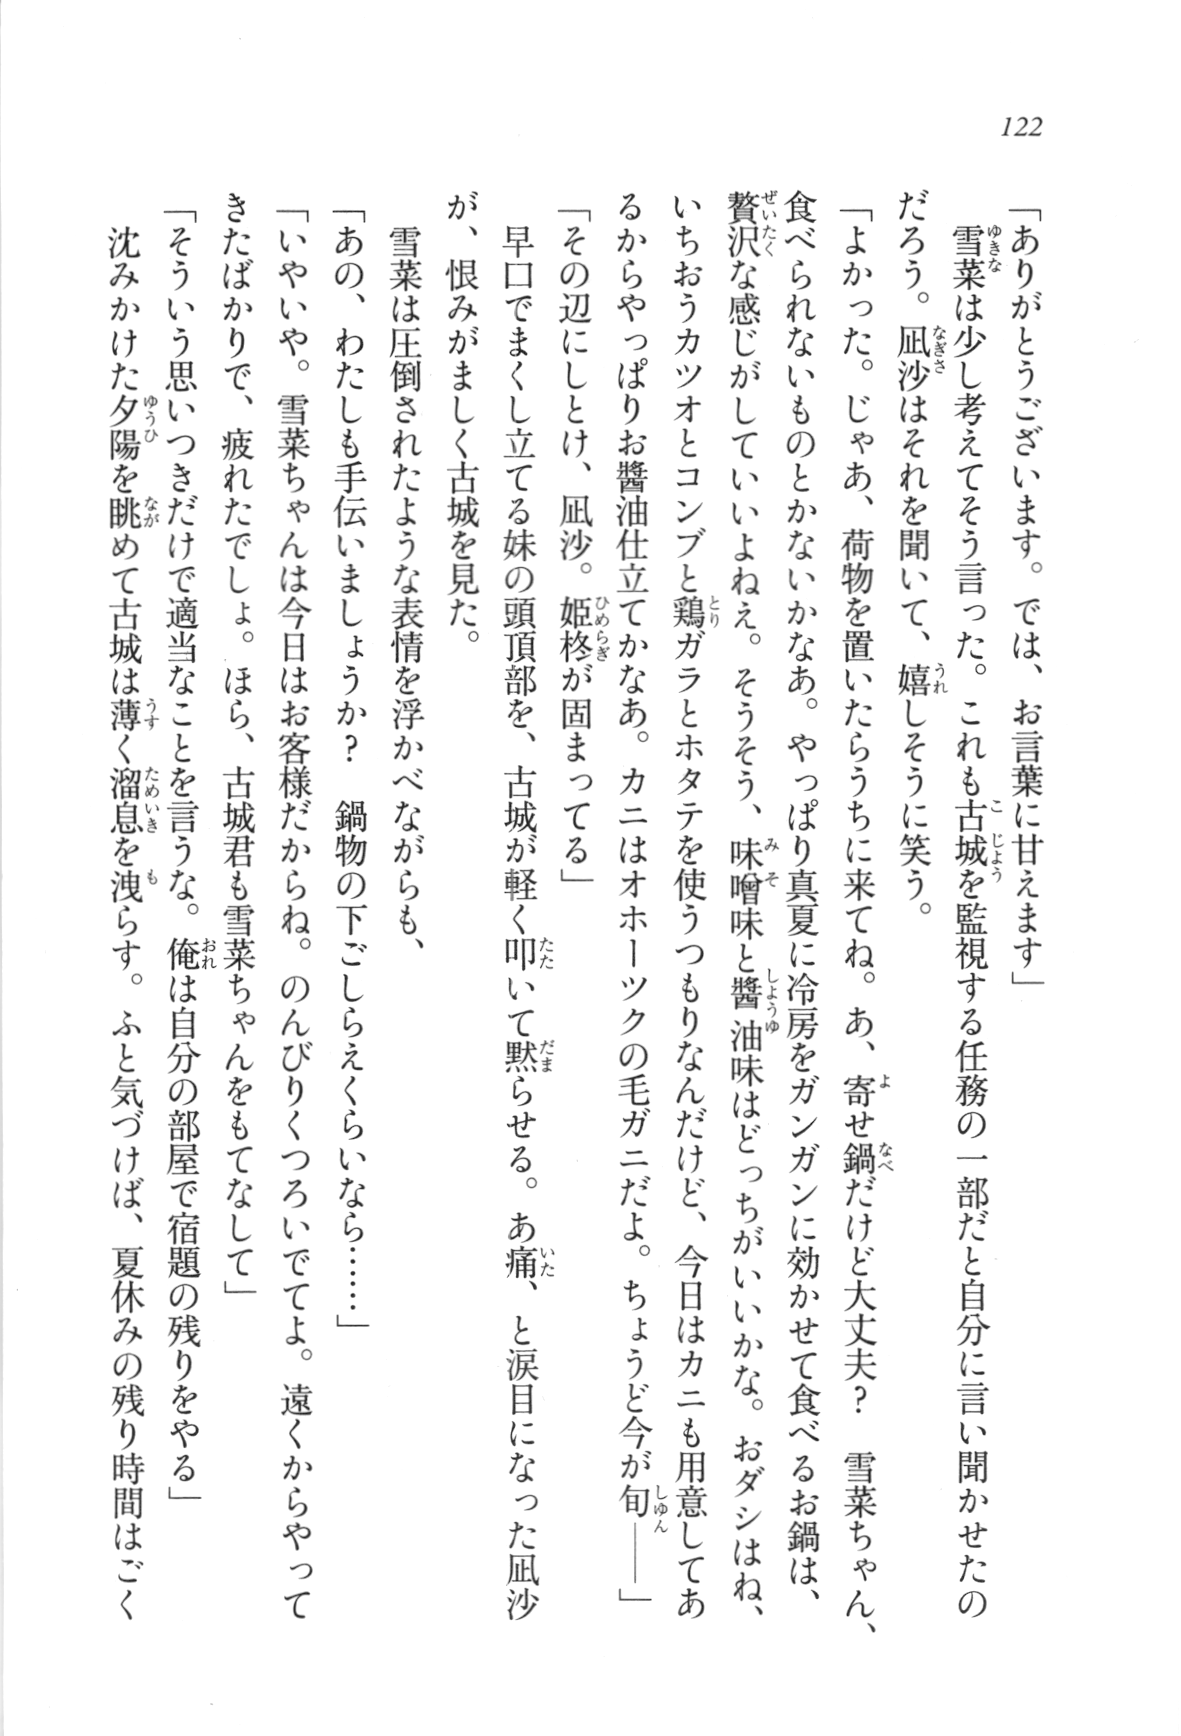 122
「ありがとうございます。では、お言葉に甘えます」
　雪菜は少し考えてそう言った。これも古城を監視する任務の一部だと自分に言い聞かせたの
だろう。凪沙はそれを聞いて、嬉しそうに笑う。
「よかった。じゃあ、荷物を置いたらうちに来てね。あ、寄せ鍋だけど大丈夫？　雪菜ちゃん、
食べられないものとかないかなあ。やっぱり真夏に冷房をガンガンに効かせて食べるお鍋は、
贅沢な感じがしていいよねえ。そうそう、味噌味と醬油味はどっちがいいかな。おダシはね、
いちおうカツオとコンブと鶏ガラとホタテを使うつもりなんだけど、今日はカニも用意してあ
るからやっぱりお醬油仕立てかなあ。カニはオホーツクの毛ガニだよ。ちょうど今が旬――」
「その辺にしとけ、凪沙。姫柊が固まってる」
　早口でまくし立てる妹の頭頂部を、古城が軽く叩いて黙らせる。あ痛、と涙目になった凪沙
が、恨みがましく古城を見た。
　雪菜は圧倒されたような表情を浮かべながらも、
「あの、わたしも手伝いましょうか？　鍋物の下ごしらえくらいなら……」
「いやいや。雪菜ちゃんは今日はお客様だからね。のんびりくつろいでてよ。遠くからやって
きたばかりで、疲れたでしょ。ほら、古城君も雪菜ちゃんをもてなして」
「そういう思いつきだけで適当なことを言うな。俺は自分の部屋で宿題の残りをやる」
　沈みかけた夕陽を眺めて古城は薄く溜息を洩らす。ふと気づけば、夏休みの残り時間はごく